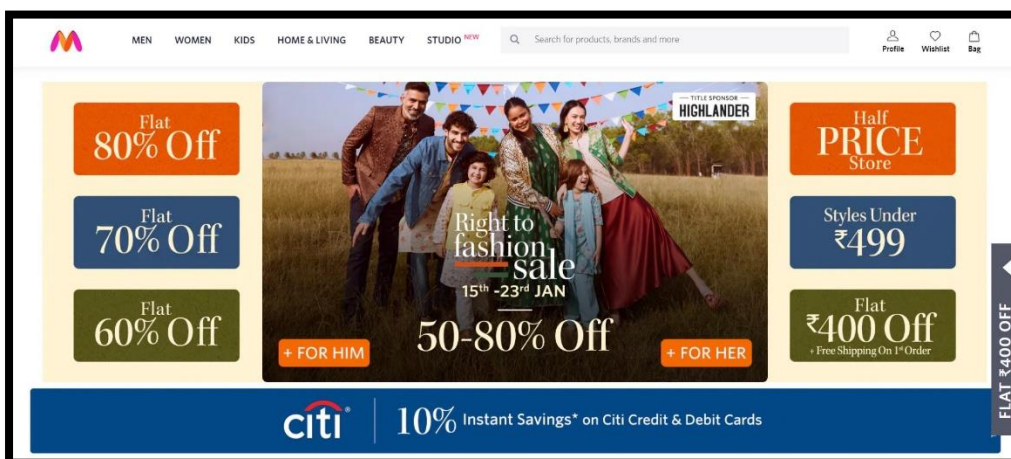 MEN WOMEN KIDS HOME & LIVING BEAUTY STUDIO NEW Search for products, brands and more
Profile Wishlist Bag
Flat
80% Off
Flat
70% Off
Flat
60% Off
TITLE SPONSOR
HIGHLANDER
Right to
fashion
sale
15th -23rd JAN
50-80% Off
+ FOR HIM
+ FOR HER
Half
PRICE
Store
Styles Under
₹499
Flat
₹400 Off
+ Free Shipping On 1st Order
FLAT ₹400 OFF
citi 10% Instant Savings* on Citi Credit & Debit Cards